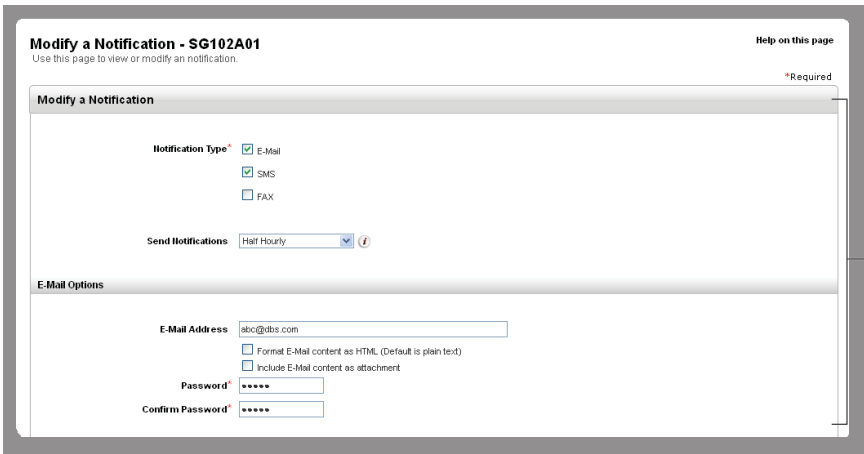 Modify a Notification - SG102A01
Help on this page
Use this page to view or modify an notification.
*Required
Modify a Notification
Notification Type* E-Mail
SMS
FAX
Send Notifications Half Hourly i
E-Mail Options
E-Mail Address abc@dbs.com
Format E-Mail content as HTML (Default is plain text)
Include E-Mail content as attachment
Password* •••••
Confirm Password* •••••